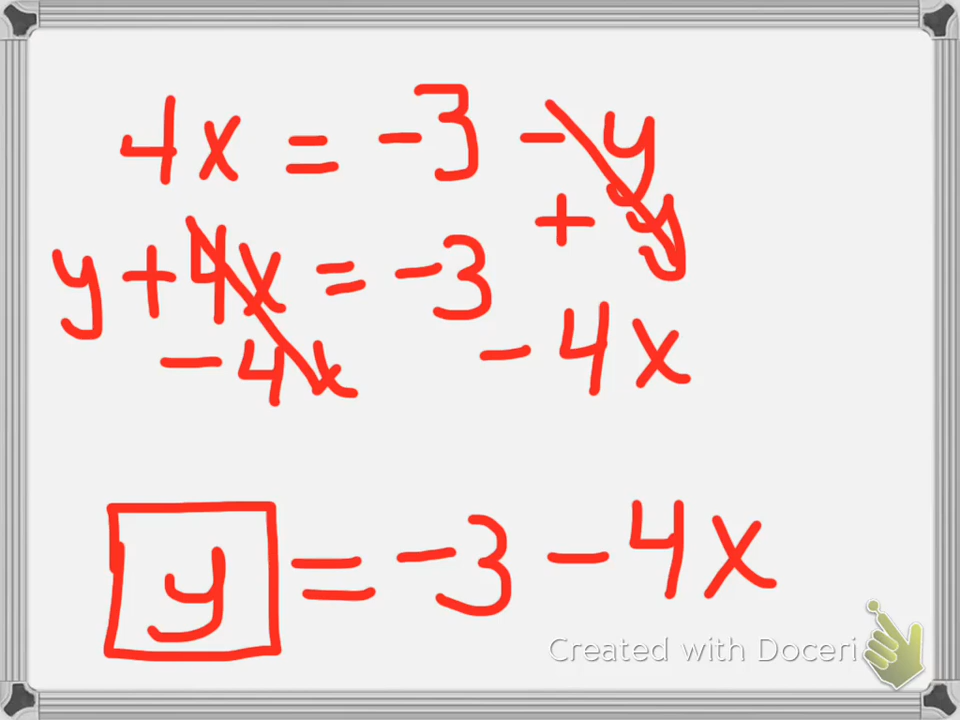 4x = -3 - y
+ y
y + 4x = -3
- 4x - 4x
y = -3 - 4x
Created with Doceri